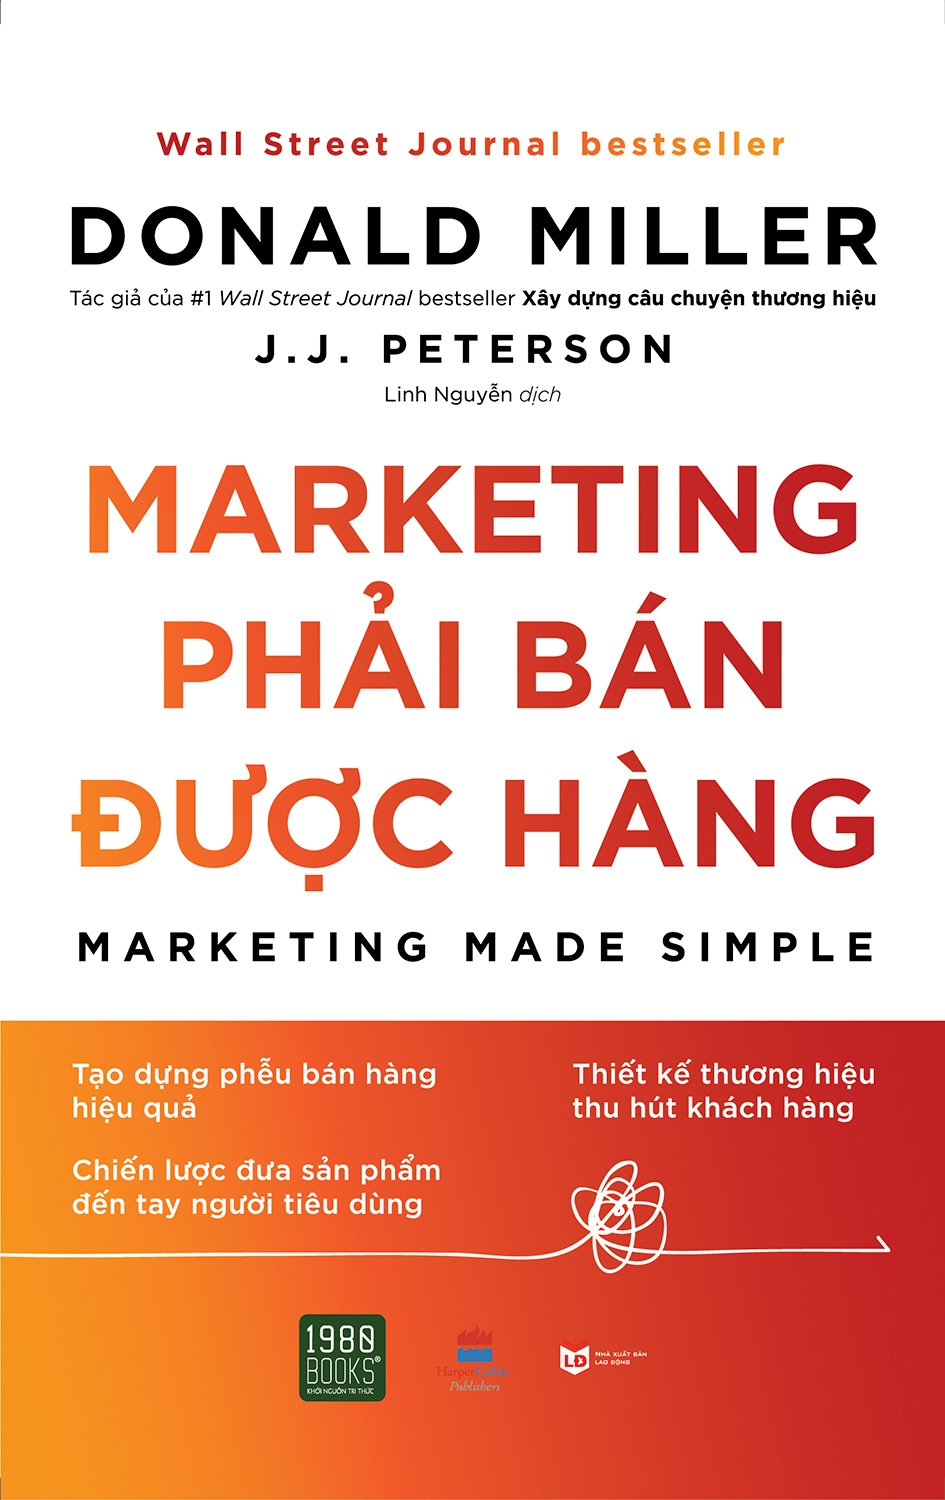 Wall Street Journal bestseller
DONALD MILLER
Tác giả của #1 Wall Street Journal bestseller Xây dựng câu chuyện thương hiệu
J.J. PETERSON
Linh Nguyễn dịch
MARKETING
PHẢI BÁN
ĐƯỢC HÀNG
MARKETING MADE SIMPLE
Tạo dựng phễu bán hàng
hiệu quả
Thiết kế thương hiệu
thu hút khách hàng
Chiến lược đưa sản phẩm
đến tay người tiêu dùng
1980
BOOKS®
KHƠI NGUỒN TRI THỨC
HarperCollins
Publishers
LĐ
NHÀ XUẤT BẢN
LAO ĐỘNG